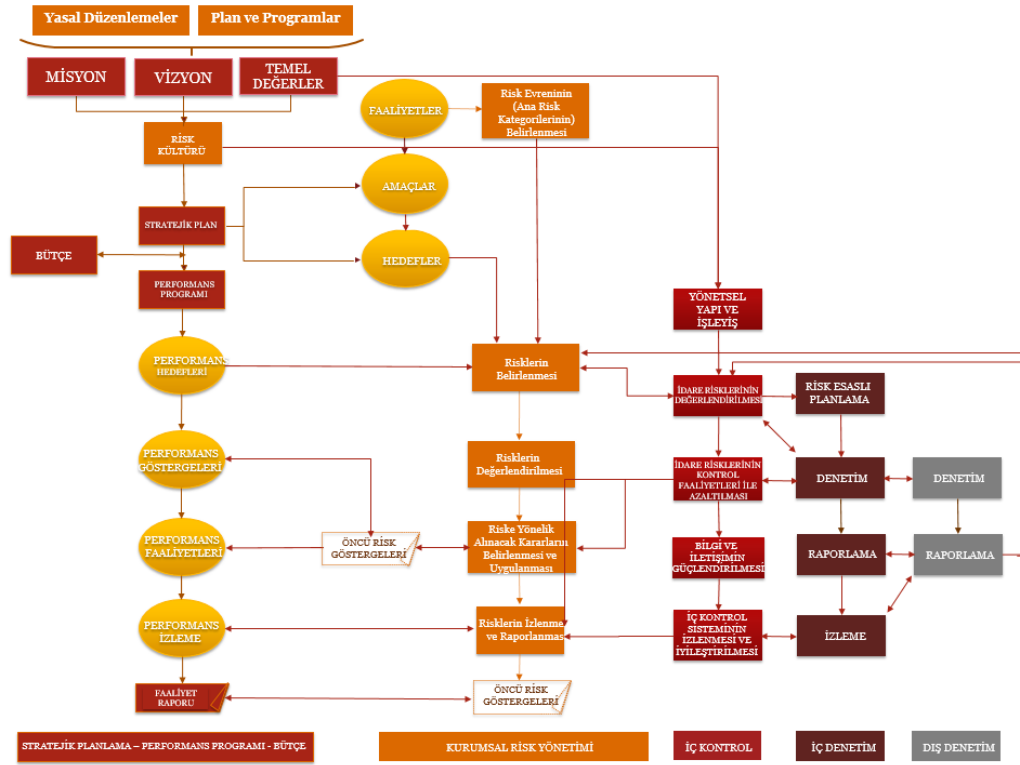 Yasal Düzenlemeler
Plan ve Programlar
MİSYON
VİZYON
TEMEL
DEĞERLER
RİSK
KÜLTÜRÜ
STRATEJİK PLAN
BÜTÇE
PERFORMANS
PROGRAMI
FAALİYETLER
Risk Evreninin
(Ana Risk
Kategorilerinin)
Belirlenmesi
AMAÇLAR
HEDEFLER
YÖNETSEL
YAPI VE
İŞLEYİŞ
PERFORMANS
HEDEFLERİ
Risklerin
Belirlenmesi
İDARE RİSKLERİNİN
DEĞERLENDİRİLMESİ
RİSK ESASLI
PLANLAMA
PERFORMANS
GÖSTERGELERİ
Risklerin
Değerlendirilmesi
İDARE RİSKLERİNİN
KONTROL
FAALİYETLERİ İLE
AZALTILMASI
DENETİM
DENETİM
PERFORMANS
FAALİYETLERİ
ÖNCÜ RİSK
GÖSTERGELERİ
Riske Yönelik
Alınacak Kararların
Belirlenmesi ve
Uygulanması
BİLGİ VE
İLETİŞİMİN
GÜÇLENDİRİLMESİ
RAPORLAMA
RAPORLAMA
PERFORMANS
İZLEME
Risklerin İzlenme
ve Raporlanması
İÇ KONTROL
SİSTEMİNİN
İZLENMESİ VE
İYİLEŞTİRİLMESİ
İZLEME
FAALİYET
RAPORU
ÖNCÜ RİSK
GÖSTERGELERİ
STRATEJİK PLANLAMA – PERFORMANS PROGRAMI - BÜTÇE
KURUMSAL RİSK YÖNETİMİ
İÇ KONTROL
İÇ DENETİM
DIŞ DENETİM